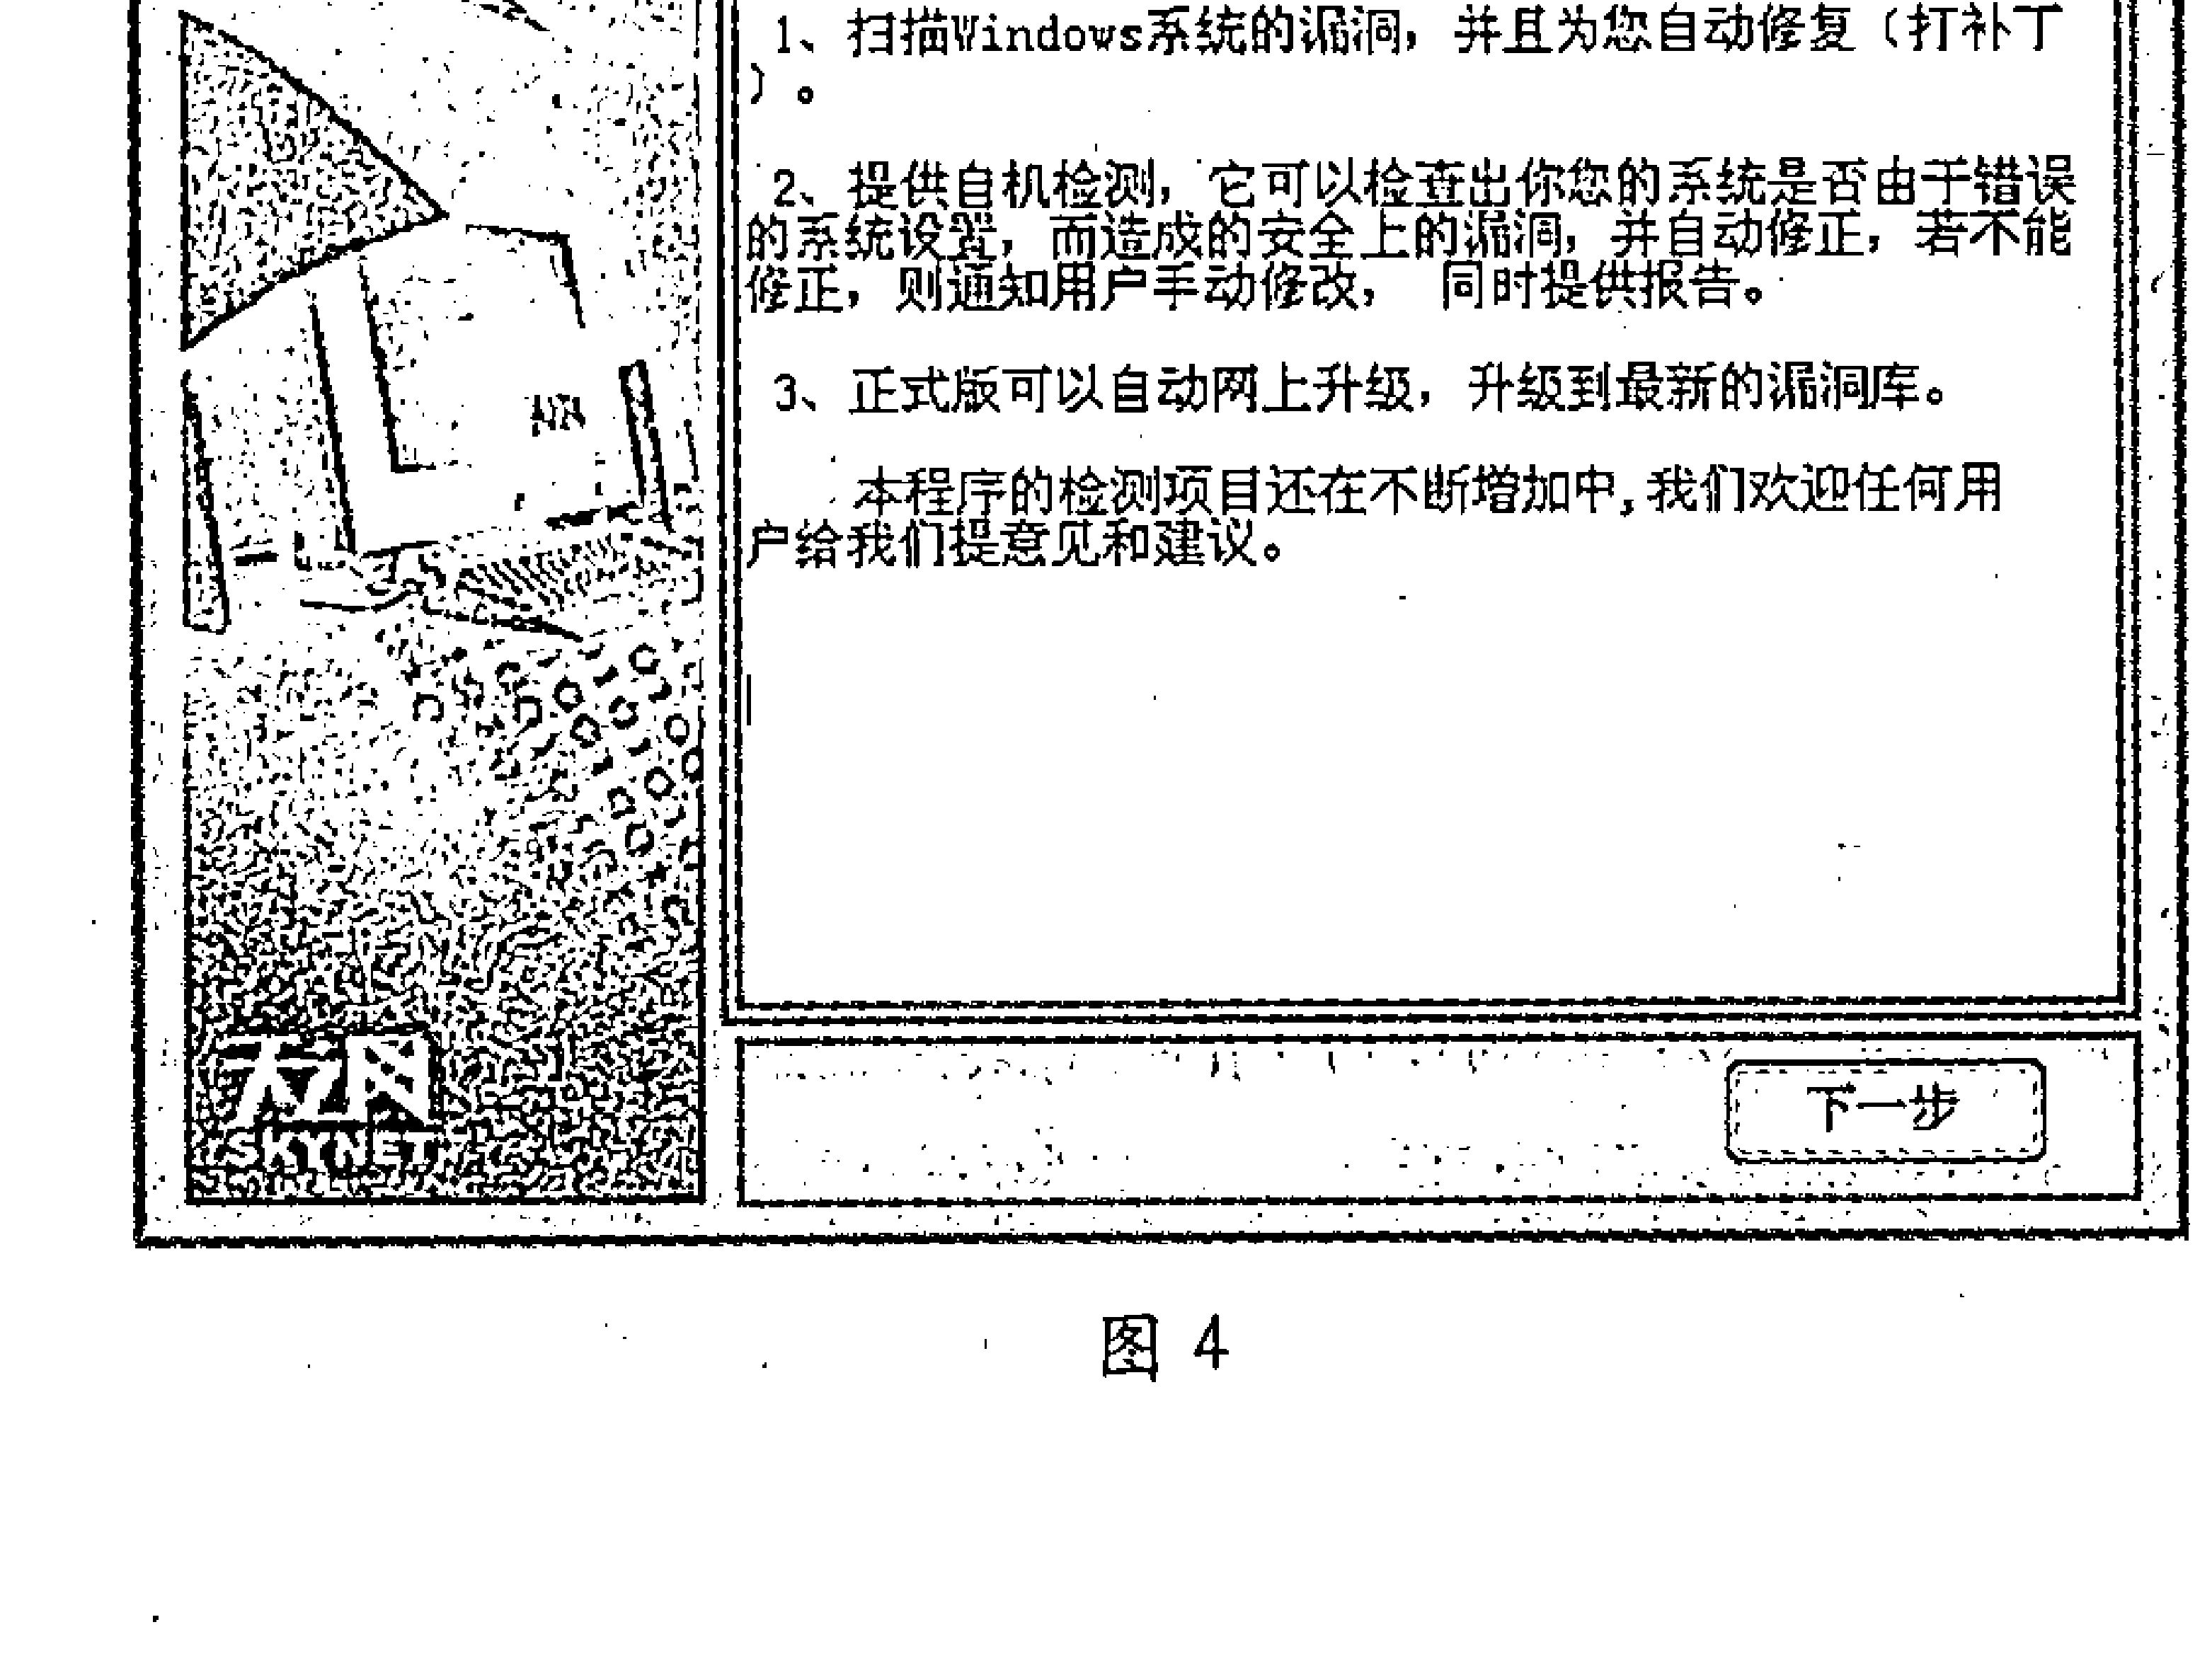 1、扫描Windows系统的漏洞，并且为您自动修复（打补丁
）。
2、提供自机检测，它可以检查出你您的系统是否由于错误
的系统设置，而造成的安全上的漏洞，并自动修正，若不能
修正，则通知用户手动修改， 同时提供报告。
3、正式版可以自动网上升级，升级到最新的漏洞库。
本程序的检测项目还在不断增加中,我们欢迎任何用
户给我们提意见和建议。
天网
SKYNET
下一步
图 4